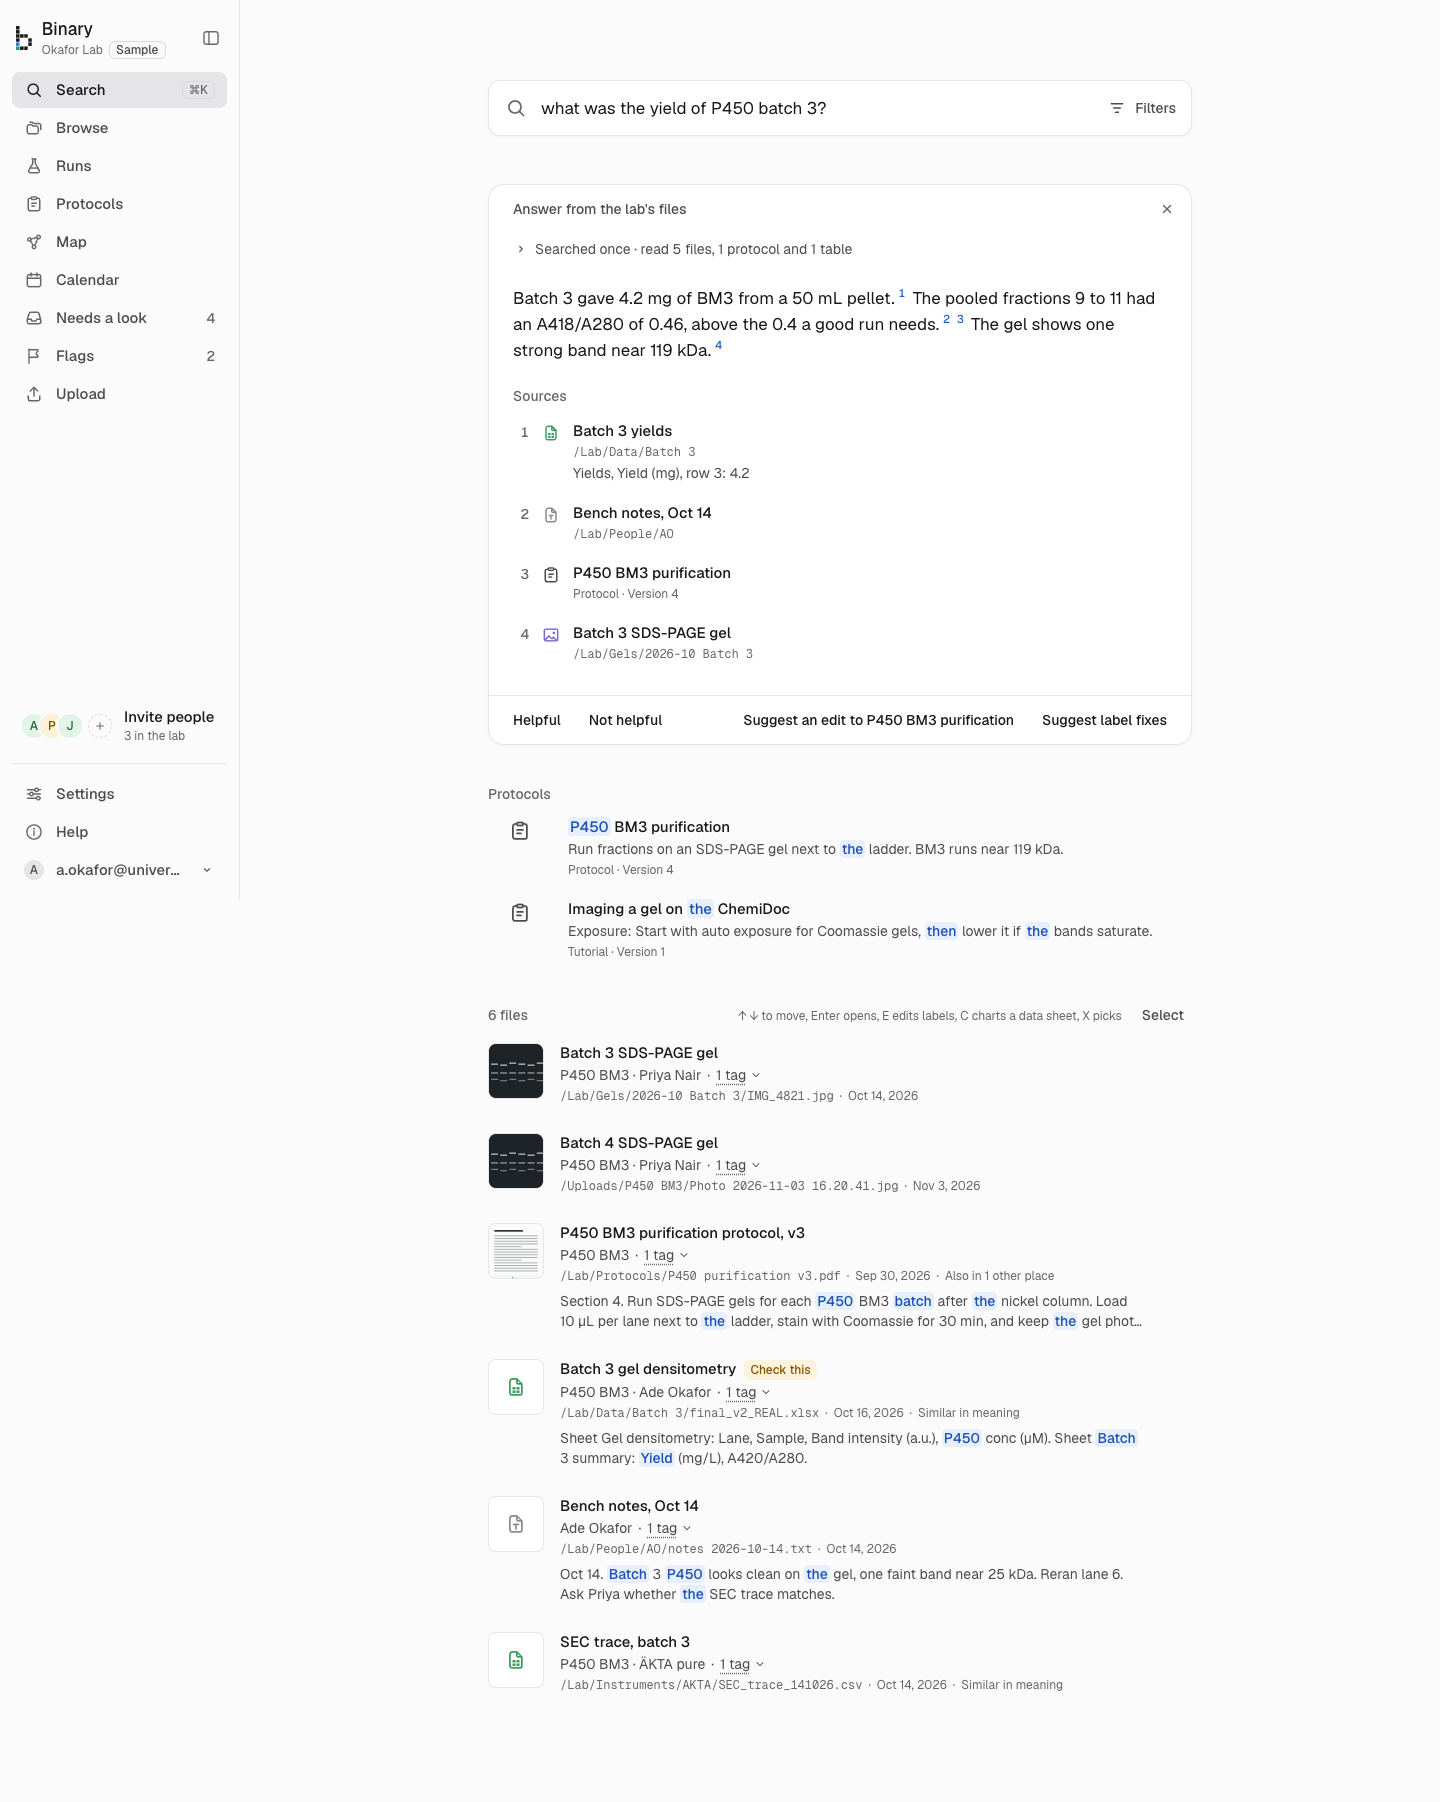 Binary
Okafor Lab Sample
Search ⌘K
Browse
Runs
Protocols
Map
Calendar
Needs a look 4
Flags 2
Upload
A P J
Invite people
3 in the lab
Settings
Help
A a.okafor@univer...
what was the yield of P450 batch 3?
Filters
Answer from the lab's files
Searched once · read 5 files, 1 protocol and 1 table
Batch 3 gave 4.2 mg of BM3 from a 50 mL pellet. 1 The pooled fractions 9 to 11 had
an A418/A280 of 0.46, above the 0.4 a good run needs. 2 3 The gel shows one
strong band near 119 kDa. 4
Sources
1 Batch 3 yields
/Lab/Data/Batch 3
Yields, Yield (mg), row 3: 4.2
2 Bench notes, Oct 14
/Lab/People/AO
3 P450 BM3 purification
Protocol · Version 4
4 Batch 3 SDS-PAGE gel
/Lab/Gels/2026-10 Batch 3
Helpful Not helpful Suggest an edit to P450 BM3 purification Suggest label fixes
Protocols
P450 BM3 purification
Run fractions on an SDS-PAGE gel next to the ladder. BM3 runs near 119 kDa.
Protocol · Version 4
Imaging a gel on the ChemiDoc
Exposure: Start with auto exposure for Coomassie gels, then lower it if the bands saturate.
Tutorial · Version 1
6 files ↑↓ to move, Enter opens, E edits labels, C charts a data sheet, X picks Select
Batch 3 SDS-PAGE gel
P450 BM3 · Priya Nair · 1 tag
/Lab/Gels/2026-10 Batch 3/IMG_4821.jpg · Oct 14, 2026
Batch 4 SDS-PAGE gel
P450 BM3 · Priya Nair · 1 tag
/Uploads/P450 BM3/Photo 2026-11-03 16.20.41.jpg · Nov 3, 2026
P450 BM3 purification protocol, v3
P450 BM3 · 1 tag
/Lab/Protocols/P450 purification v3.pdf · Sep 30, 2026 · Also in 1 other place
Section 4. Run SDS-PAGE gels for each P450 BM3 batch after the nickel column. Load
10 µL per lane next to the ladder, stain with Coomassie for 30 min, and keep the gel phot...
Batch 3 gel densitometry Check this
P450 BM3 · Ade Okafor · 1 tag
/Lab/Data/Batch 3/final_v2_REAL.xlsx · Oct 16, 2026 · Similar in meaning
Sheet Gel densitometry: Lane, Sample, Band intensity (a.u.), P450 conc (µM). Sheet Batch
3 summary: Yield (mg/L), A420/A280.
Bench notes, Oct 14
Ade Okafor · 1 tag
/Lab/People/AO/notes 2026-10-14.txt · Oct 14, 2026
Oct 14. Batch 3 P450 looks clean on the gel, one faint band near 25 kDa. Reran lane 6.
Ask Priya whether the SEC trace matches.
SEC trace, batch 3
P450 BM3 · ÄKTA pure · 1 tag
/Lab/Instruments/AKTA/SEC_trace_141026.csv · Oct 14, 2026 · Similar in meaning